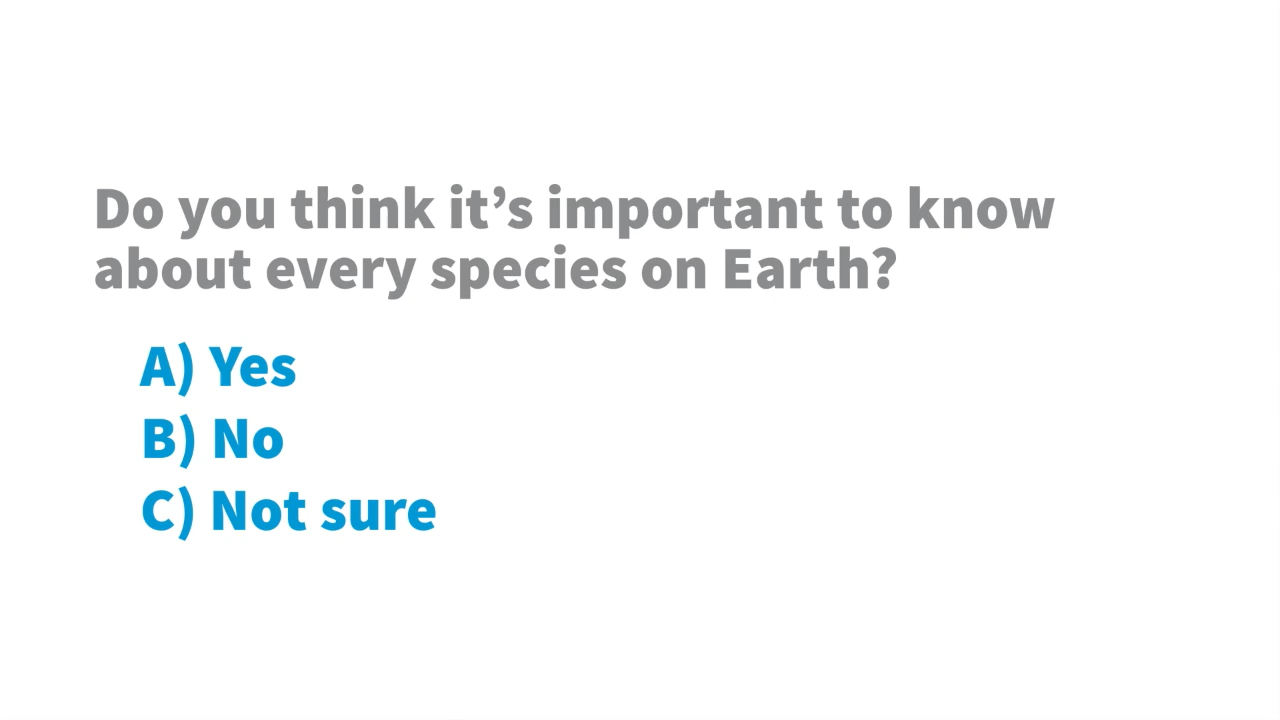 Do you think it’s important to know
about every species on Earth?
A) Yes
B) No
C) Not sure